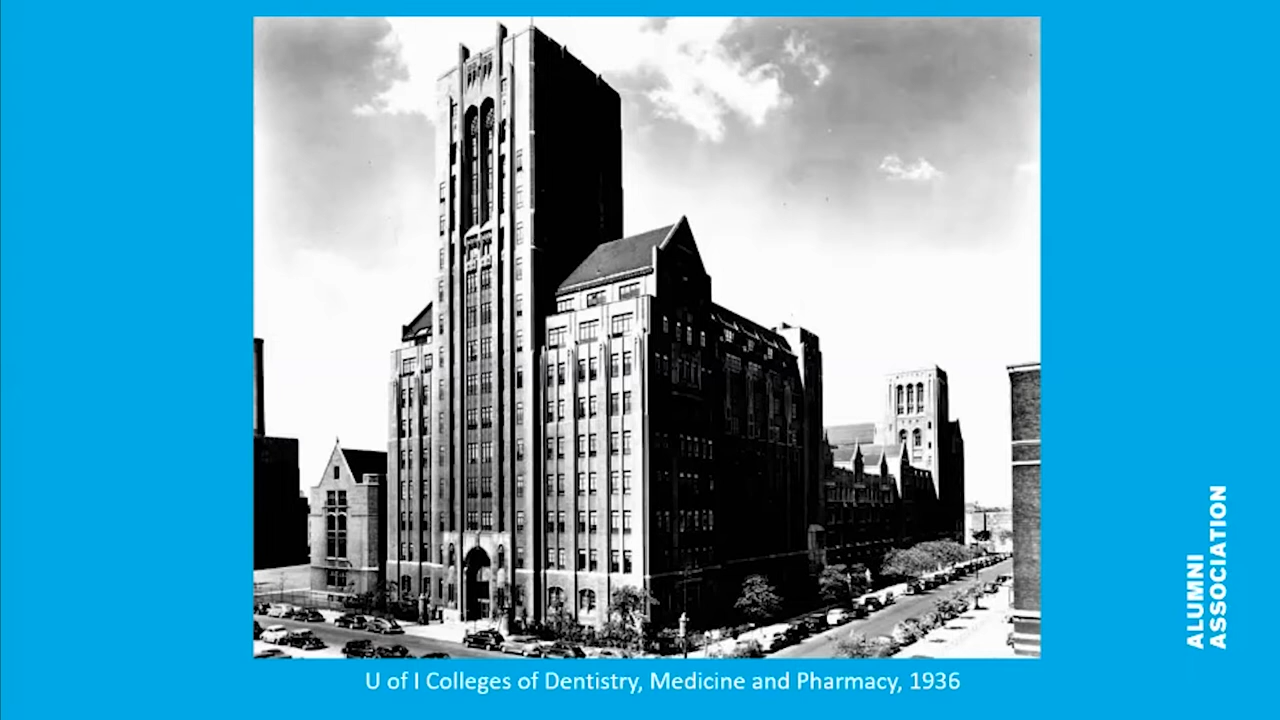 U of I Colleges of Dentistry, Medicine and Pharmacy, 1936
ALUMNI
ASSOCIATION